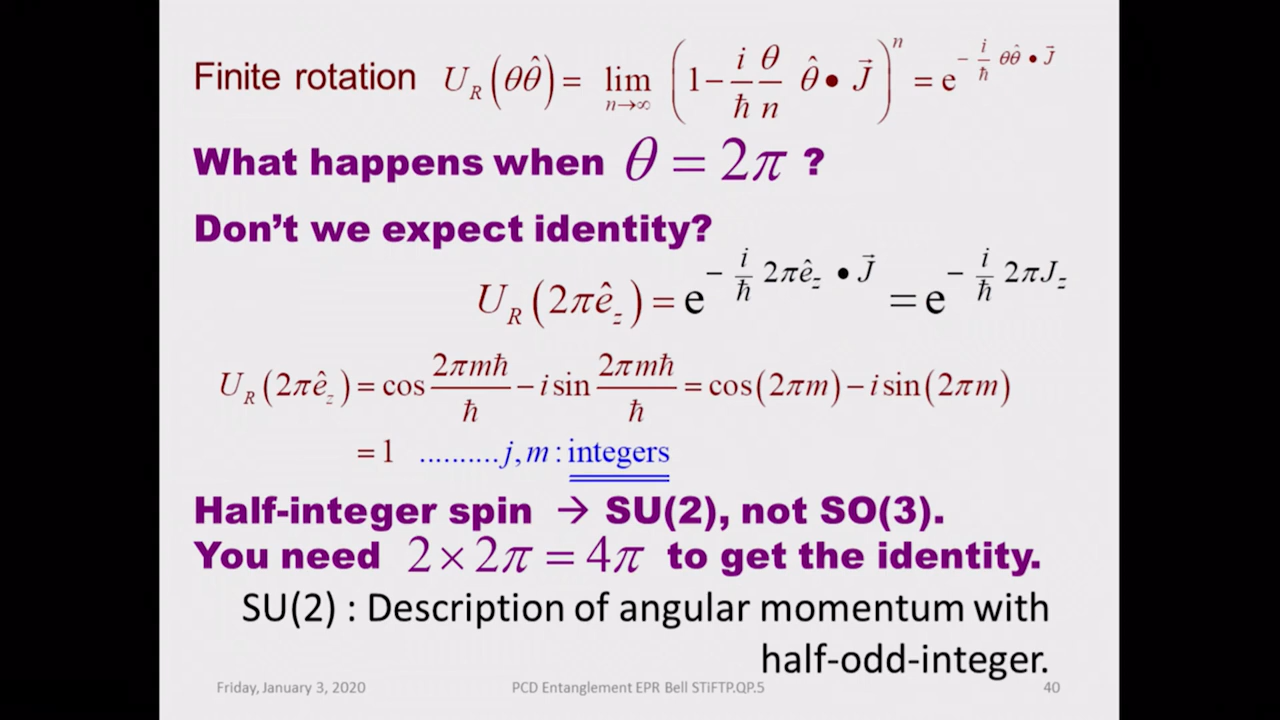 Finite rotation U_R(θθ̂) = lim_{n→∞} (1 − (i/ħ)(θ/n) θ̂ • J⃗)^n = e^{−(i/ħ) θθ̂ • J⃗}
What happens when θ = 2π ?
Don't we expect identity?
U_R(2πê_z) = e^{−(i/ħ) 2πê_z • J⃗} = e^{−(i/ħ) 2πJ_z}
U_R(2πê_z) = cos (2πmħ/ħ) − i sin (2πmħ/ħ) = cos(2πm) − i sin(2πm)
= 1 ..........j, m : integers
Half-integer spin → SU(2), not SO(3).
You need 2 × 2π = 4π to get the identity.
SU(2) : Description of angular momentum with
half-odd-integer.
Friday, January 3, 2020 PCD Entanglement EPR Bell STiFTP.QP.5 40